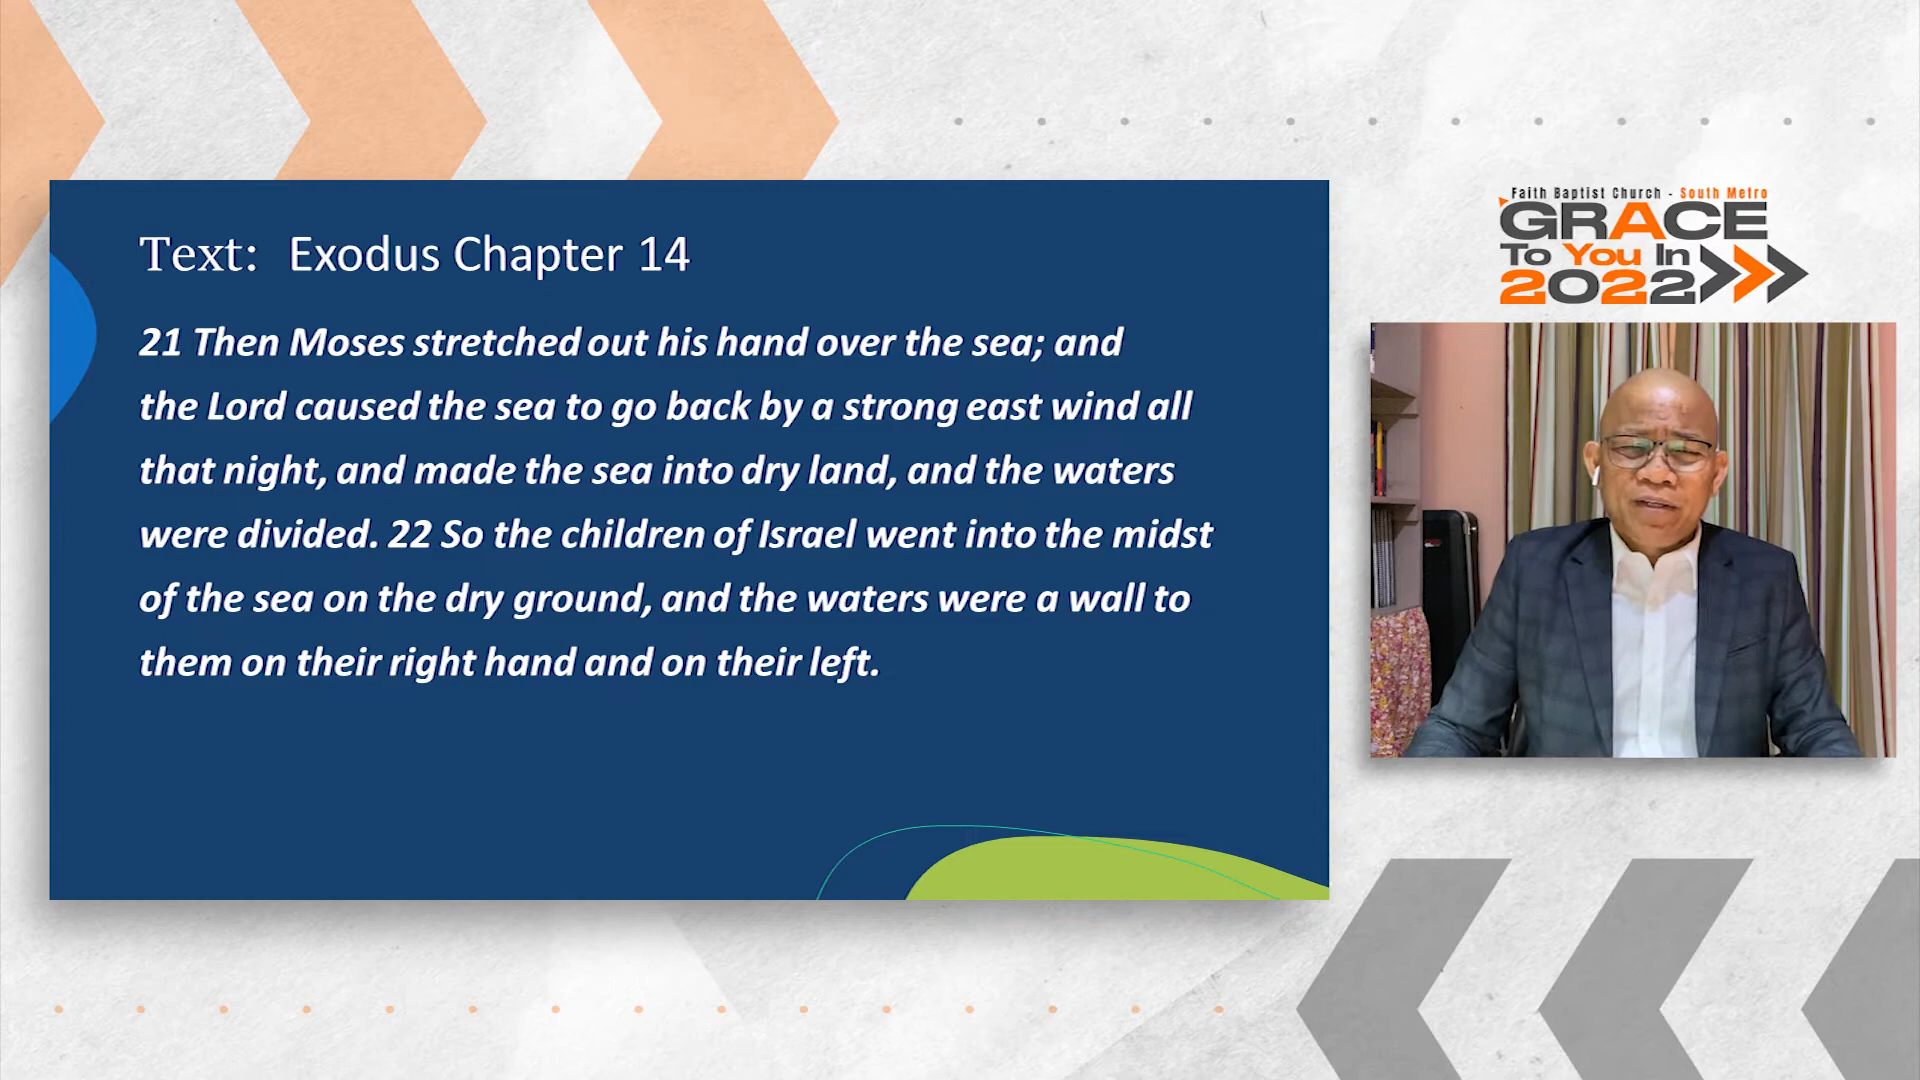 Text: Exodus Chapter 14
21 Then Moses stretched out his hand over the sea; and
the Lord caused the sea to go back by a strong east wind all
that night, and made the sea into dry land, and the waters
were divided. 22 So the children of Israel went into the midst
of the sea on the dry ground, and the waters were a wall to
them on their right hand and on their left.
Faith Baptist Church - South Metro
GRACE
To You In
2022